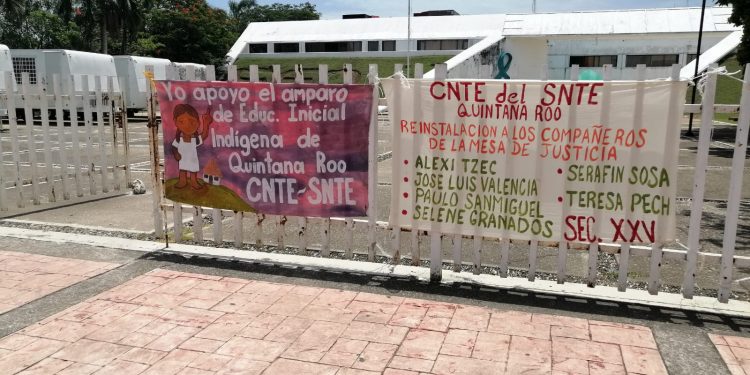 Yo apoyo el amparo
de Educ. Inicial
Indígena de
Quintana Roo
CNTE-SNTE
CNTE del SNTE
QUINTANA ROO
REINSTALACION A LOS COMPAÑEROS
DE LA MESA DE JUSTICIA
• ALEXI TZEC
• JOSE LUIS VALENCIA
• PAULO SANMIGUEL
• SELENE GRANADOS
• SERAFIN SOSA
• TERESA PECH
SEC. XXV